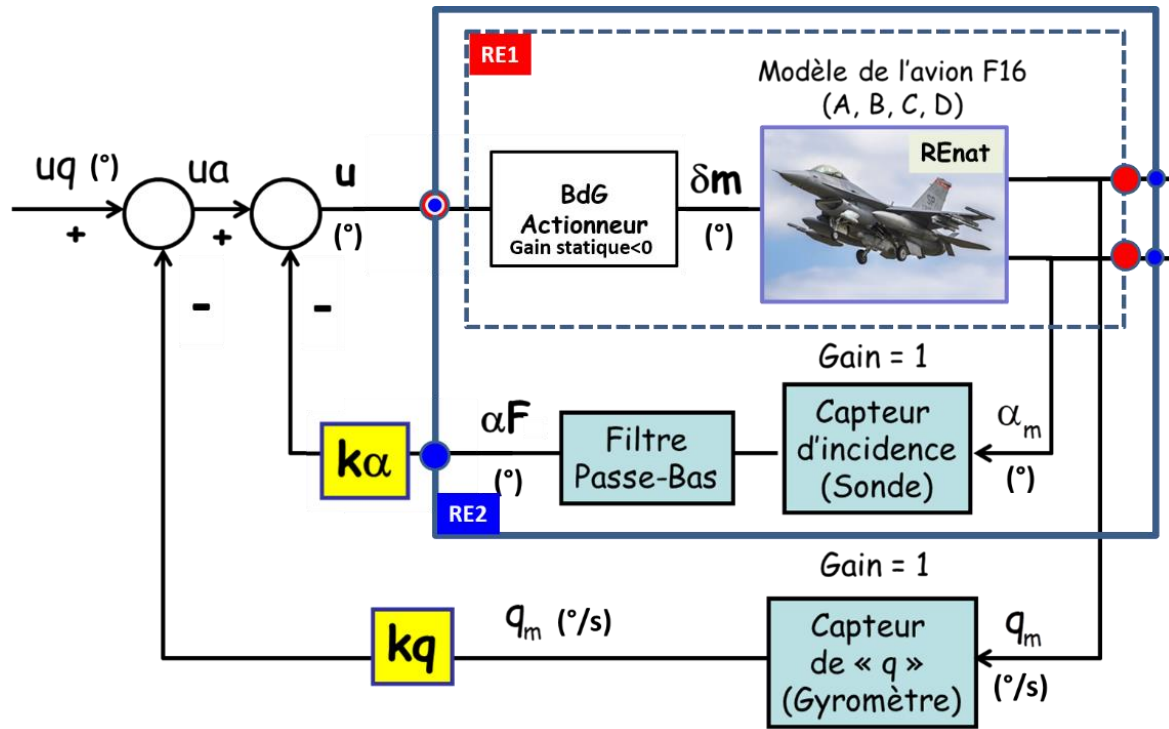 RE1
Modèle de l'avion F16
(A, B, C, D)
REnat
uq (°)
ua
u
(°)
+
+
-
-
BdG
Actionneur
Gain statique<0
δm
(°)
Gain = 1
kα
αF
(°)
Filtre
Passe-Bas
Capteur
d'incidence
(Sonde)
αm
(°)
RE2
Gain = 1
kq
qm (°/s)
Capteur
de « q »
(Gyromètre)
qm
(°/s)